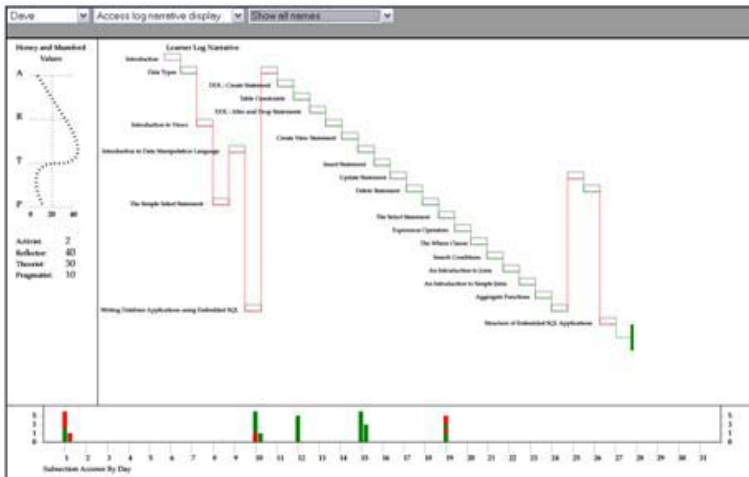 Dave
Access log narrative display
Show all names
Honey and Mumford
Values
Learner Log Narrative
A
R
T
P
0 20 40
Activist: 2
Reflector: 40
Theorist: 30
Pragmatist: 10
Introduction
Data Types
DDL - Create Statement
Table Constraints
DDL - Alter and Drop Statements
Introduction to Views
Create View Statement
Introduction to Data Manipulation Language
Insert Statement
Update Statement
Delete Statement
The Simple Select Statement
The Select Statement
Expression Operators
The Where Clause
Search Conditions
An Introduction to Joins
An Introduction to Simple Joins
Aggregate Functions
Writing Database Applications using Embedded SQL
Structure of Embedded SQL Applications
5 5
3 3
1 1
0 0
1 2 3 4 5 6 7 8 9 10 11 12 13 14 15 16 17 18 19 20 21 22 23 24 25 26 27 28 29 30 31
Subsection Access By Day